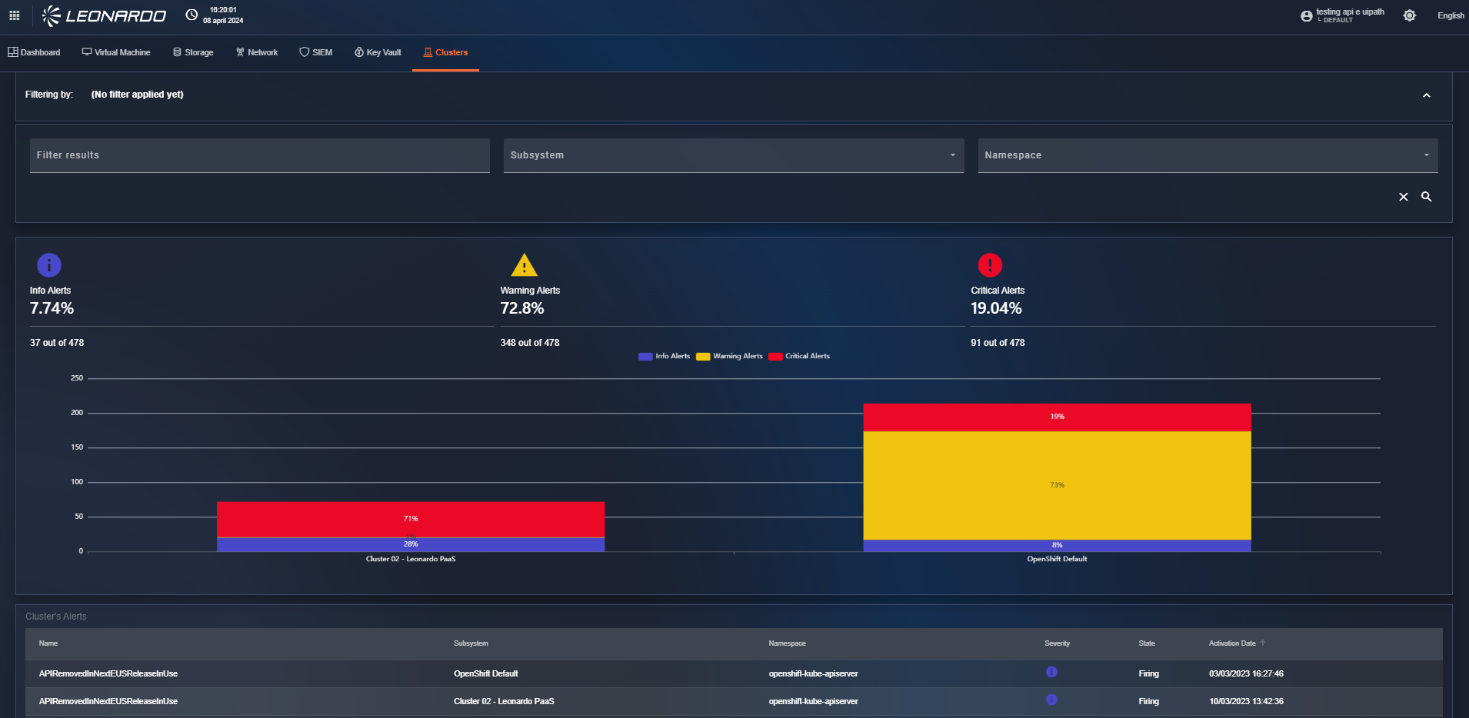 LEONARDO
16:20:01
08 april 2024
testing api e uipath
└ DEFAULT
English
Dashboard Virtual Machine Storage Network SIEM Key Vault Clusters
Filtering by: (No filter applied yet)
Filter results Subsystem Namespace
Info Alerts Warning Alerts Critical Alerts
7.74% 72.8% 19.04%
37 out of 478 348 out of 478 91 out of 478
Info Alerts Warning Alerts Critical Alerts
250
200
19%
150
100
73%
50
71%
28%
8%
0
Cluster 02 - Leonardo PaaS OpenShift Default
Cluster's Alerts
Name Subsystem Namespace Severity State Activation Date
APIRemovedInNextEUSReleaseInUse OpenShift Default openshift-kube-apiserver Firing 03/03/2023 16:27:46
APIRemovedInNextEUSReleaseInUse Cluster 02 - Leonardo PaaS openshift-kube-apiserver Firing 10/03/2023 13:42:36